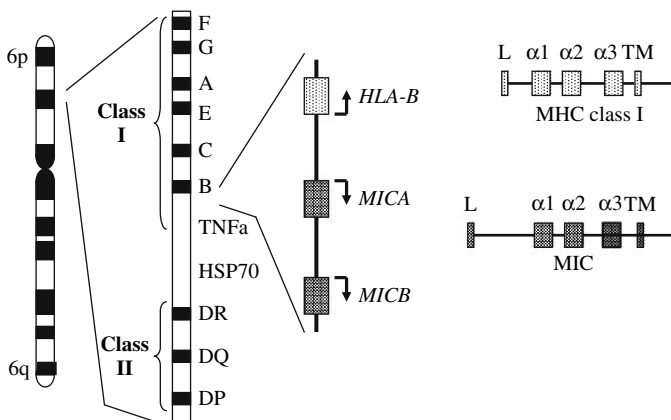 6p
6q
Class
I
Class
II
F
G
A
E
C
B
TNFa
HSP70
DR
DQ
DP
HLA-B
MICA
MICB
L α1 α2 α3 TM
MHC class I
L α1 α2 α3 TM
MIC